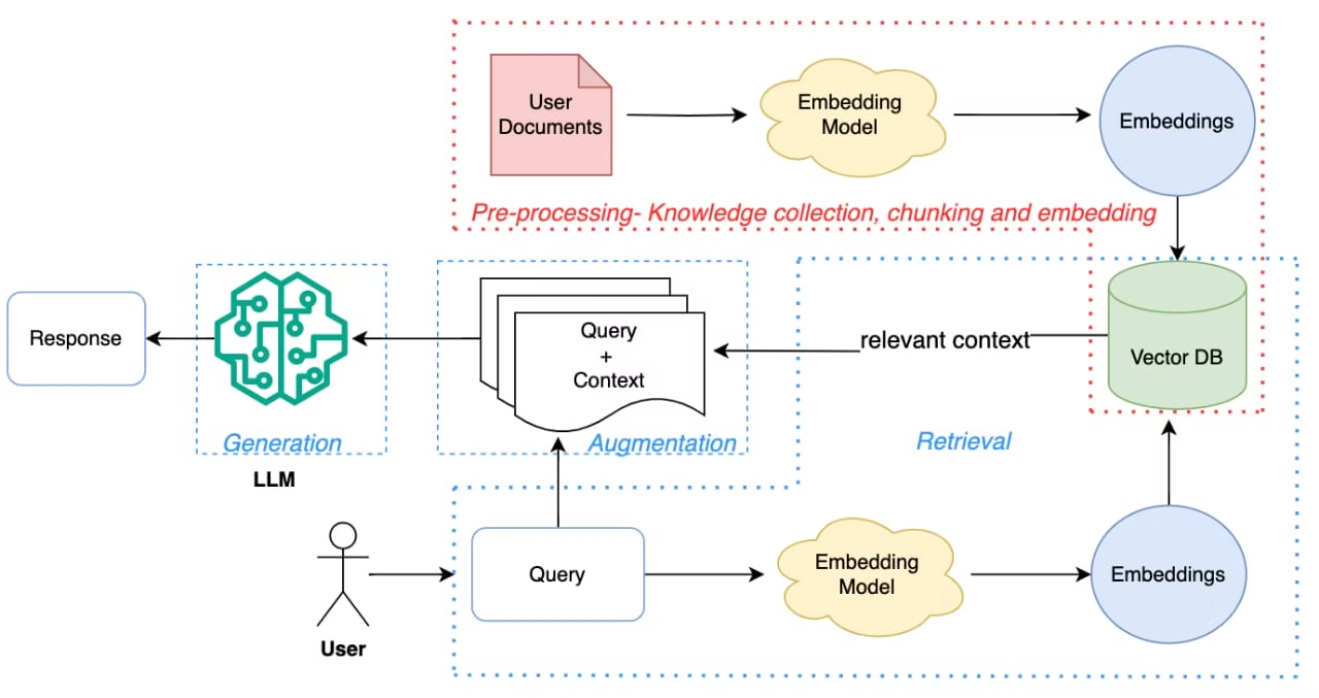 User
Documents
Embedding
Model
Embeddings
Pre-processing- Knowledge collection, chunking and embedding
Response
Generation
LLM
Query
+
Context
Augmentation
relevant context
Vector DB
Retrieval
User
Query
Embedding
Model
Embeddings